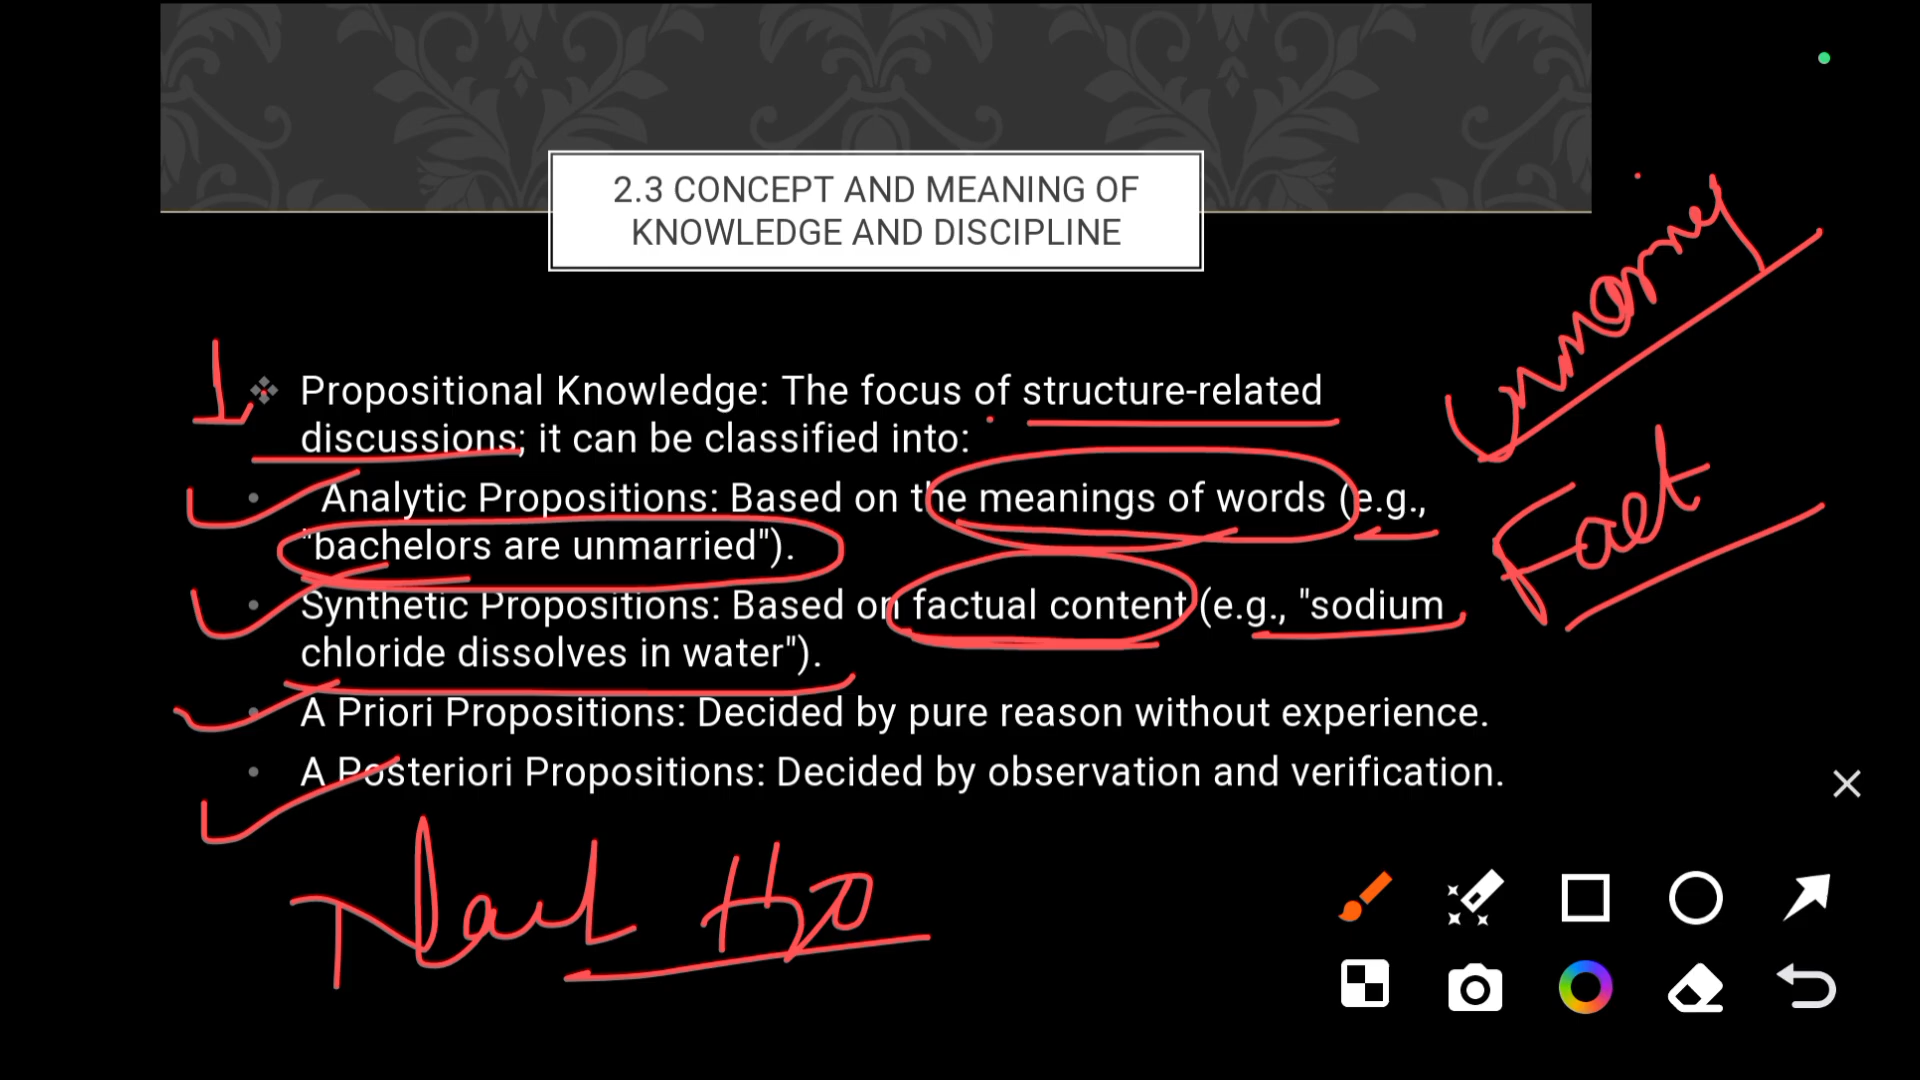 2.3 CONCEPT AND MEANING OF
KNOWLEDGE AND DISCIPLINE
Propositional Knowledge: The focus of structure-related
discussions; it can be classified into:
Analytic Propositions: Based on the meanings of words (e.g.,
"bachelors are unmarried").
Synthetic Propositions: Based on factual content (e.g., "sodium
chloride dissolves in water").
A Priori Propositions: Decided by pure reason without experience.
A Posteriori Propositions: Decided by observation and verification.
1
Fact
Nacl H2O